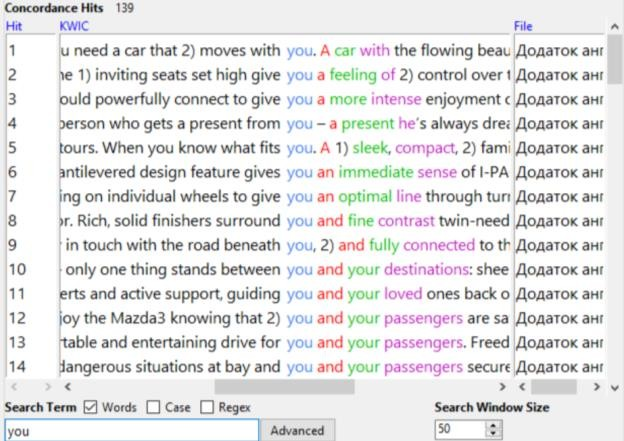 Concordance Hits 139
Hit KWIC File
1 u need a car that 2) moves with you. A car with the flowing beau Додаток анг
2 ne 1) inviting seats set high give you a feeling of 2) control over t Додаток анг
3 ould powerfully connect to give you a more intense enjoyment c Додаток анг
4 person who gets a present from you – a present he's always drea Додаток анг
5 tours. When you know what fits you. A 1) sleek, compact, 2) fami Додаток анг
6 antilevered design feature gives you an immediate sense of I-PA Додаток анг
7 ing on individual wheels to give you an optimal line through turn Додаток анг
8 or. Rich, solid finishers surround you and fine contrast twin-need Додаток анг
9 in touch with the road beneath you, 2) and fully connected to th Додаток анг
10 only one thing stands between you and your destinations: shee Додаток анг
11 erts and active support, guiding you and your loved ones back o Додаток анг
12 joy the Mazda3 knowing that 2) you and your passengers are sa Додаток анг
13 rtable and entertaining drive for you and your passengers. Freed Додаток анг
14 dangerous situations at bay and you and your passengers secure Додаток анг
Search Term Words Case Regex Search Window Size
you Advanced 50